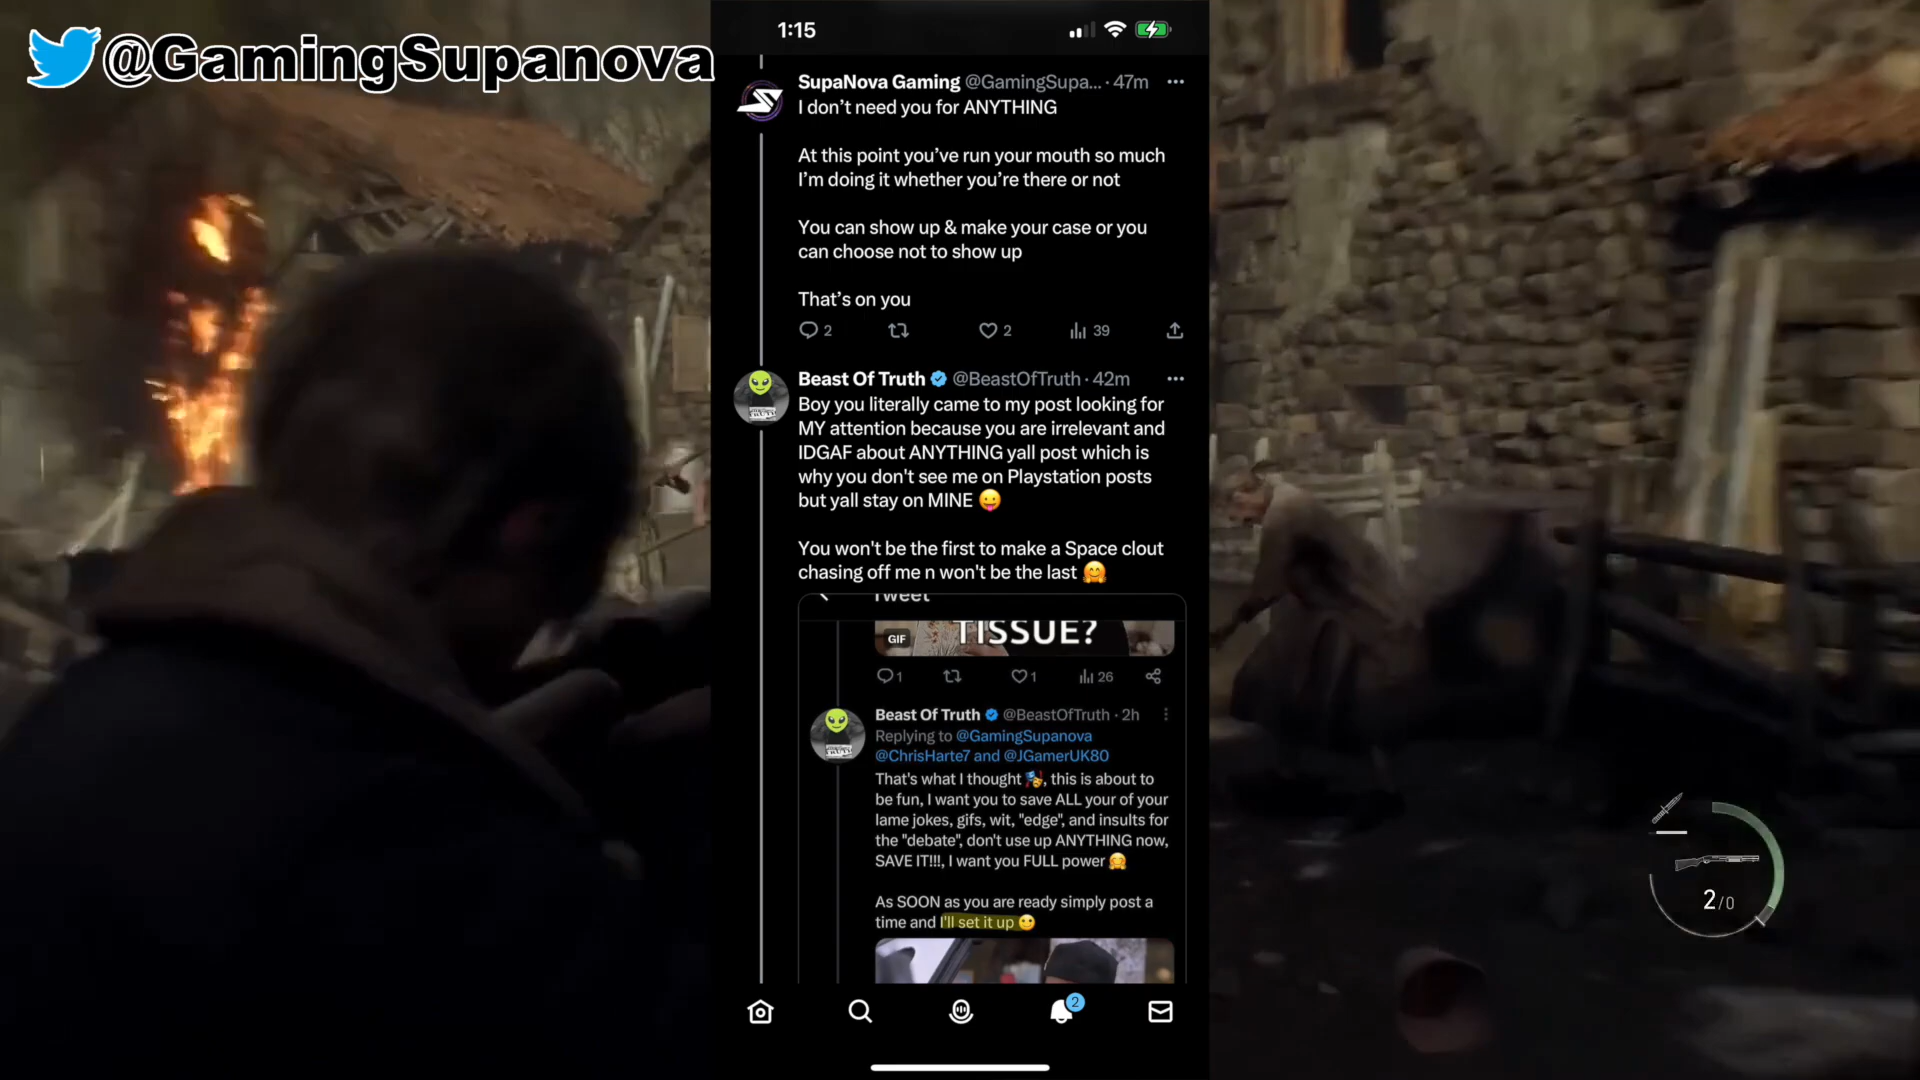 @GamingSupanova
1:15
SupaNova Gaming @GamingSupa... · 47m
I don't need you for ANYTHING
At this point you've run your mouth so much
I'm doing it whether you're there or not
You can show up & make your case or you
can choose not to show up
That's on you
2 2 39
Beast Of Truth @BeastOfTruth · 42m
Boy you literally came to my post looking for
MY attention because you are irrelevant and
IDGAF about ANYTHING yall post which is
why you don't see me on Playstation posts
but yall stay on MINE 😛
You won't be the first to make a Space clout
chasing off me n won't be the last 🤗
Tweet
GIF
TISSUE?
1 1 26
Beast Of Truth @BeastOfTruth · 2h
Replying to @GamingSupanova
@ChrisHarte7 and @JGamerUK80
That's what I thought 🎭, this is about to
be fun, I want you to save ALL your of your
lame jokes, gifs, wit, "edge", and insults for
the "debate", don't use up ANYTHING now,
SAVE IT!!!, I want you FULL power 🤗
As SOON as you are ready simply post a
time and I'll set it up 🙂
2
2/0